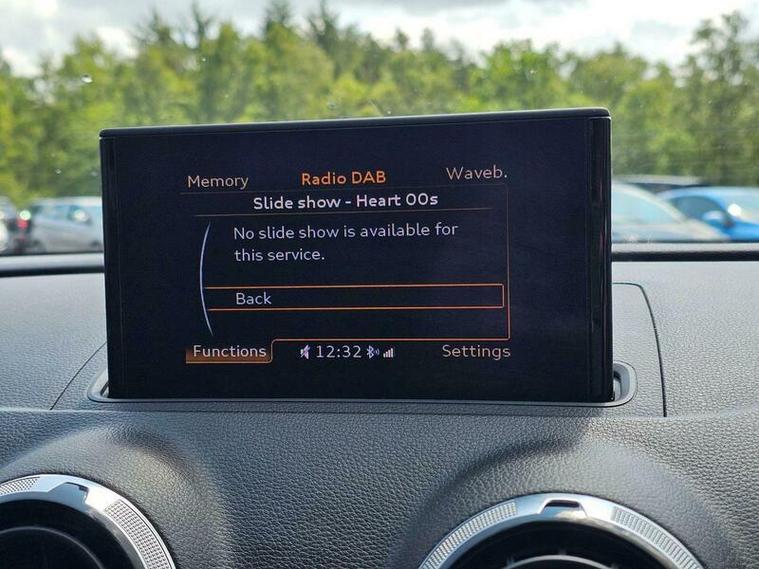 Memory Radio DAB Waveb.
Slide show - Heart 00s
No slide show is available for
this service.
Back
Functions 12:32 Settings